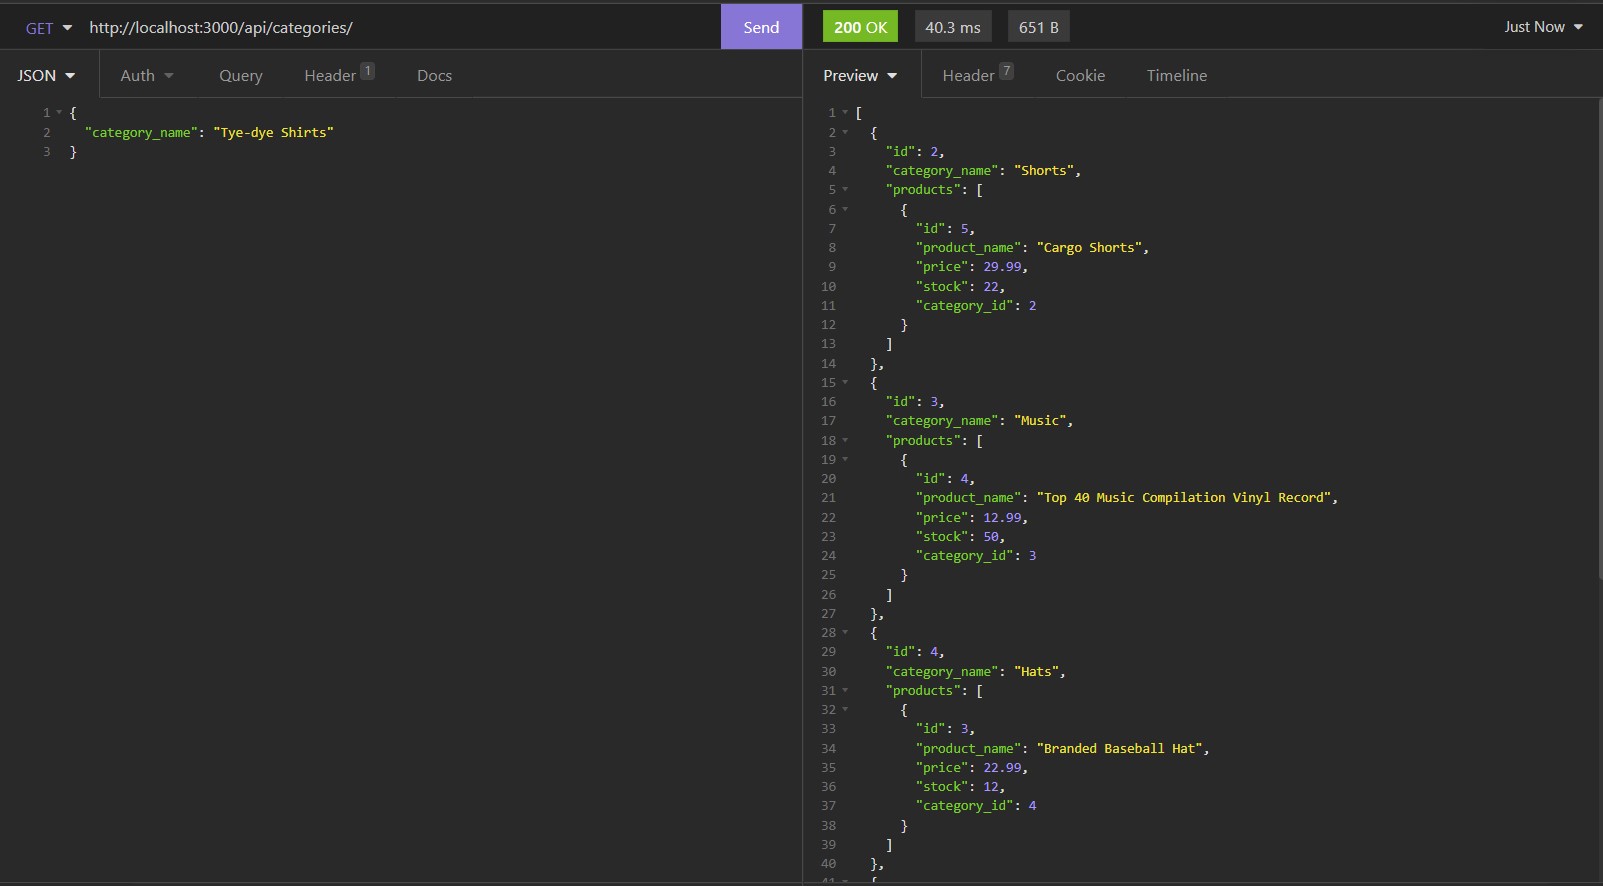 GET http://localhost:3000/api/categories/ Send 200 OK 40.3 ms 651 B Just Now
JSON Auth Query Header 1 Docs Preview Header 7 Cookie Timeline
1 {
2 "category_name": "Tye-dye Shirts"
3 }
1 [
2 {
3 "id": 2,
4 "category_name": "Shorts",
5 "products": [
6 {
7 "id": 5,
8 "product_name": "Cargo Shorts",
9 "price": 29.99,
10 "stock": 22,
11 "category_id": 2
12 }
13 ]
14 },
15 {
16 "id": 3,
17 "category_name": "Music",
18 "products": [
19 {
20 "id": 4,
21 "product_name": "Top 40 Music Compilation Vinyl Record",
22 "price": 12.99,
23 "stock": 50,
24 "category_id": 3
25 }
26 ]
27 },
28 {
29 "id": 4,
30 "category_name": "Hats",
31 "products": [
32 {
33 "id": 3,
34 "product_name": "Branded Baseball Hat",
35 "price": 22.99,
36 "stock": 12,
37 "category_id": 4
38 }
39 ]
40 },
41 {